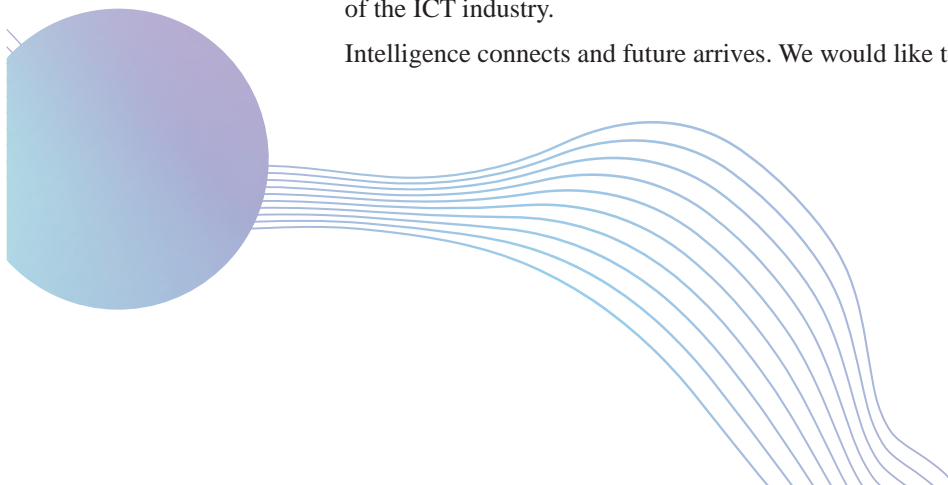 of the ICT industry.
Intelligence connects and future arrives. We would like